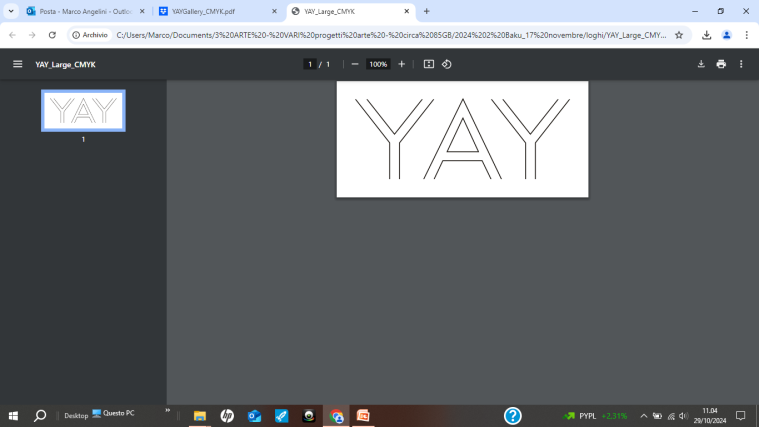 Posta - Marco Angelini - Outlo
YAYGallery_CMYK.pdf
YAY_Large_CMYK
Archivio
C:/Users/Marco/Documents/3%20ARTE%20-%20VARI%20progetti%20arte%20-%20circa%2085GB/2024%202%20Baku_17%20novembre/loghi/YAY_Large_CMY...
YAY_Large_CMYK
1 / 1
100%
YAY
YAY
1
Desktop
Questo PC
PYPL +2,31%
11.04
29/10/2024